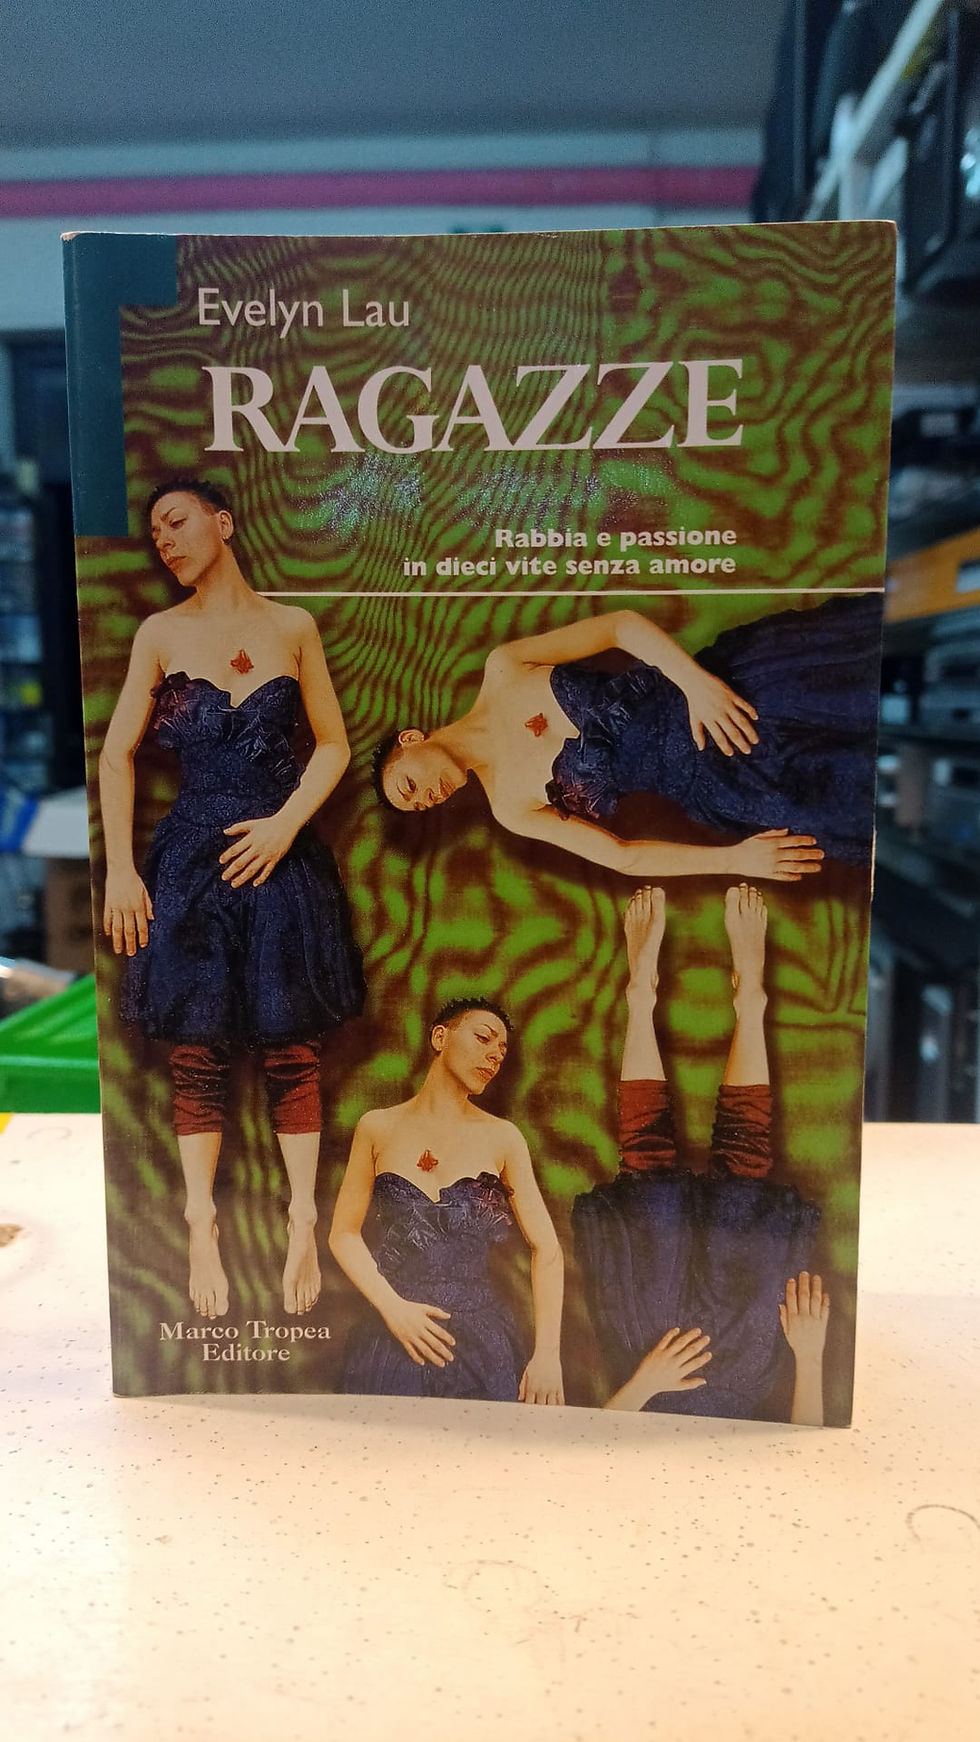 Evelyn Lau
RAGAZZE
Rabbia e passione
in dieci vite senza amore
Marco Tropea
Editore